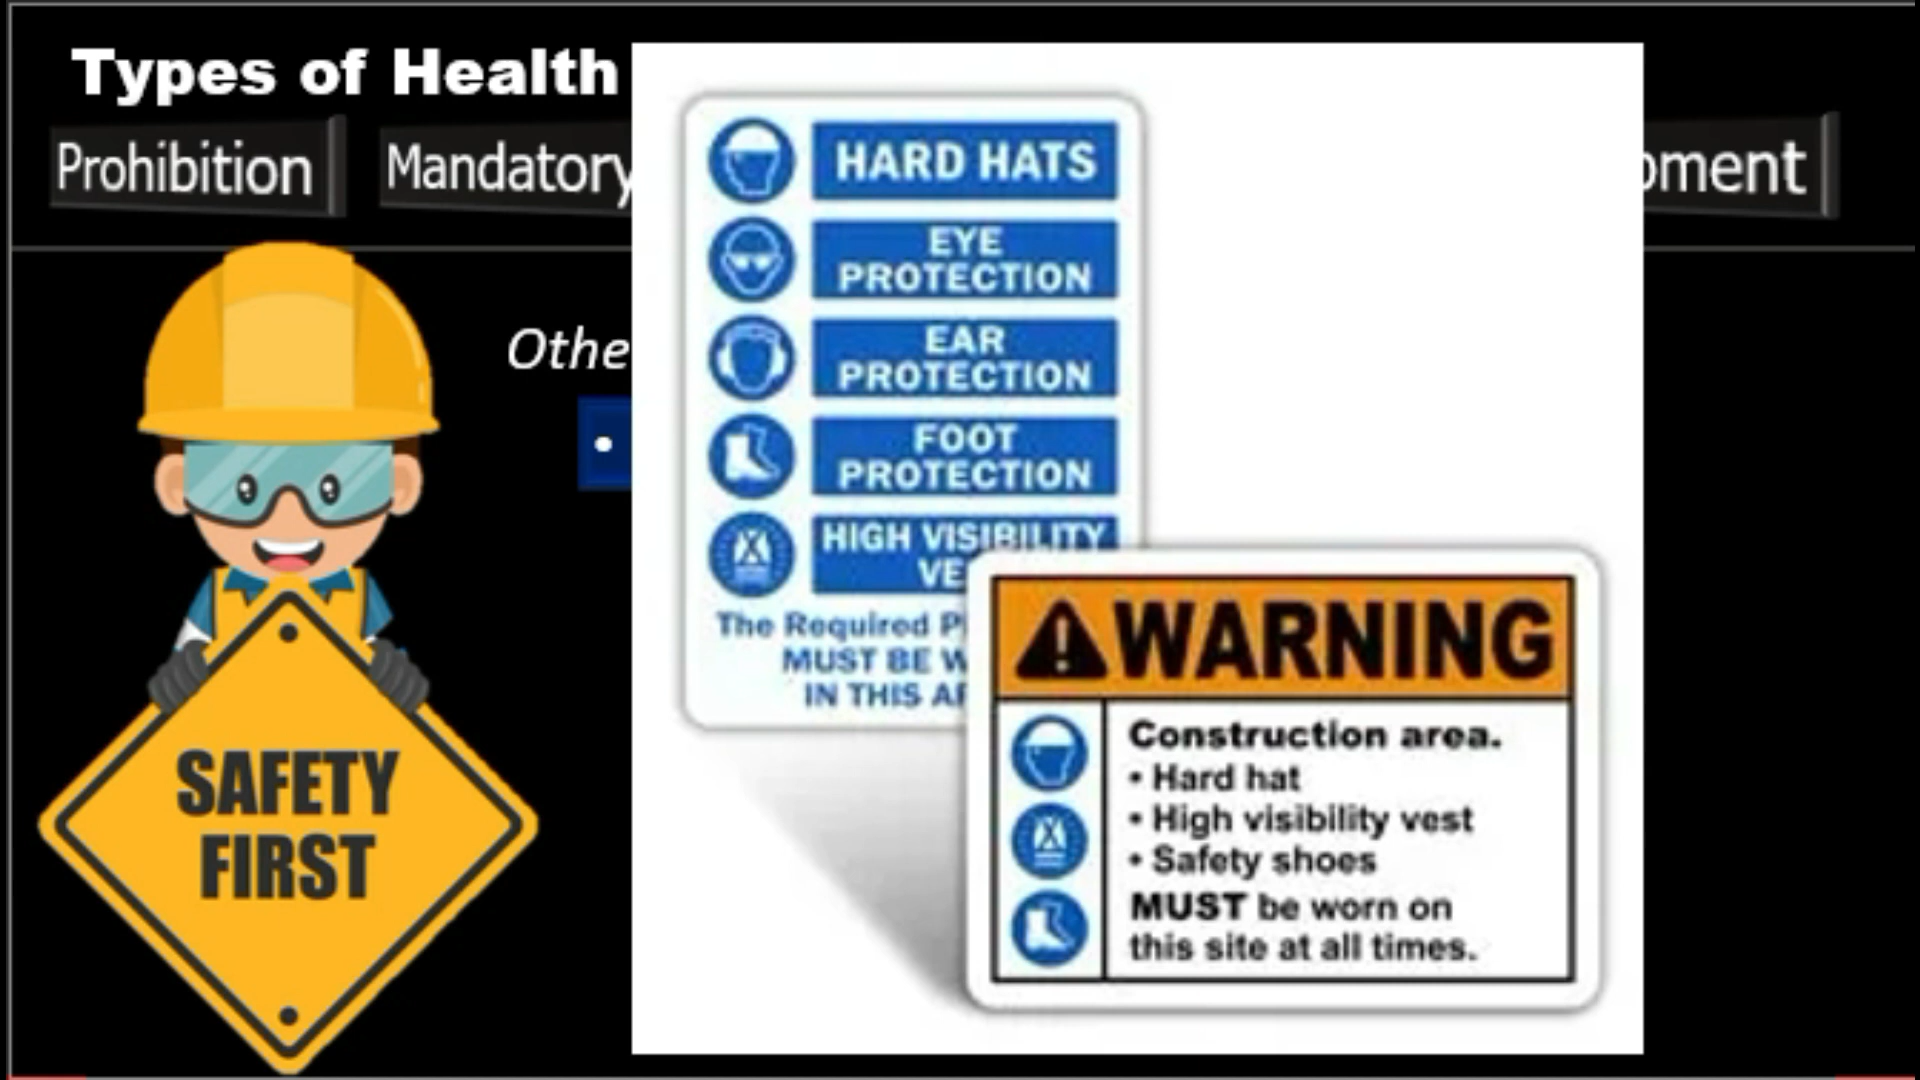 Types of Health
Prohibition
Mandatory
HARD HATS
EYE
PROTECTION
EAR
PROTECTION
FOOT
PROTECTION
HIGH VISIBILITY
The Required
MUST BE
IN THIS
WARNING
Construction area.
• Hard hat
• High visibility vest
• Safety shoes
MUST be worn on
this site at all times.
SAFETY
FIRST